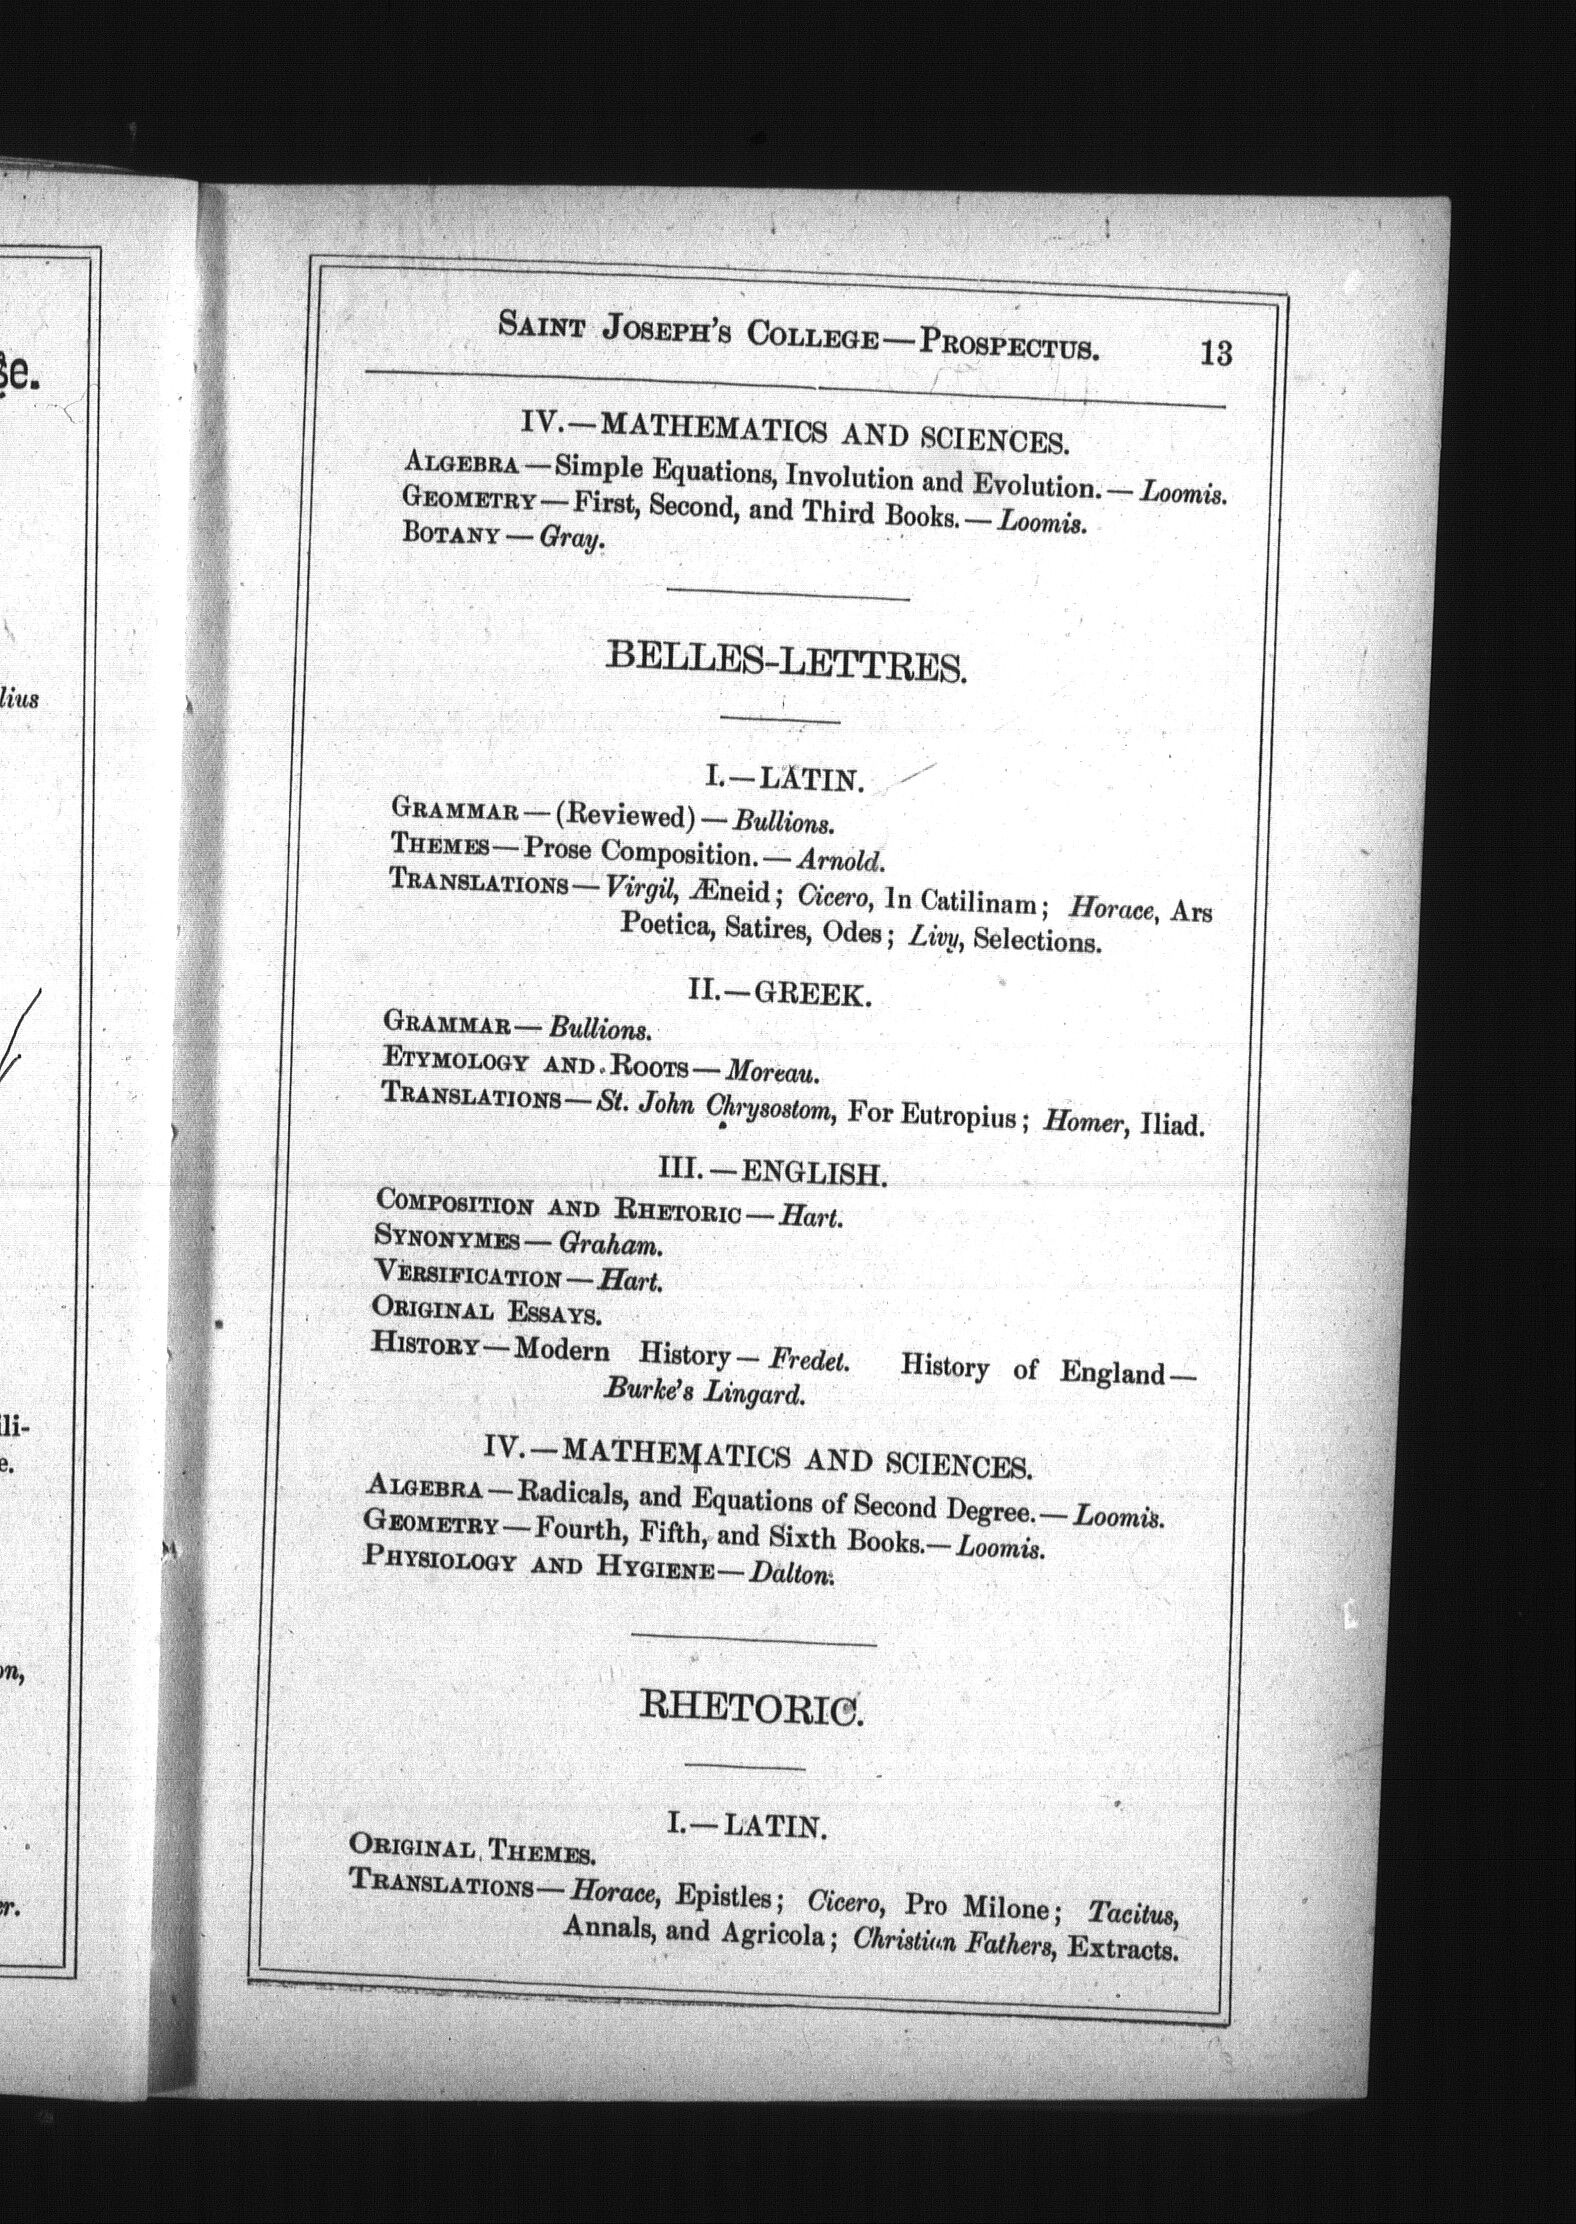 SAINT JOSEPH'S COLLEGE—PROSPECTUS. 13
IV.—MATHEMATICS AND SCIENCES.
ALGEBRA—Simple Equations, Involution and Evolution.—Loomis.
GEOMETRY—First, Second, and Third Books.—Loomis.
BOTANY—Gray.
BELLES-LETTRES.
I.—LATIN.
GRAMMAR—(Reviewed)—Bullions.
THEMES—Prose Composition.—Arnold.
TRANSLATIONS—Virgil, Æneid; Cicero, In Catilinam; Horace, Ars
Poetica, Satires, Odes; Livy, Selections.
II.—GREEK.
GRAMMAR—Bullions.
ETYMOLOGY AND ROOTS—Moreau.
TRANSLATIONS—St. John Chrysostom, For Eutropius; Homer, Iliad.
III.—ENGLISH.
COMPOSITION AND RHETORIC—Hart.
SYNONYMES—Graham.
VERSIFICATION—Hart.
ORIGINAL ESSAYS.
HISTORY—Modern History—Fredet. History of England—
Burke's Lingard.
IV.—MATHEMATICS AND SCIENCES.
ALGEBRA—Radicals, and Equations of Second Degree.—Loomis.
GEOMETRY—Fourth, Fifth, and Sixth Books.—Loomis.
PHYSIOLOGY AND HYGIENE—Dalton.
RHETORIC.
I.—LATIN.
ORIGINAL THEMES.
TRANSLATIONS—Horace, Epistles; Cicero, Pro Milone; Tacitus,
Annals, and Agricola; Christian Fathers, Extracts.